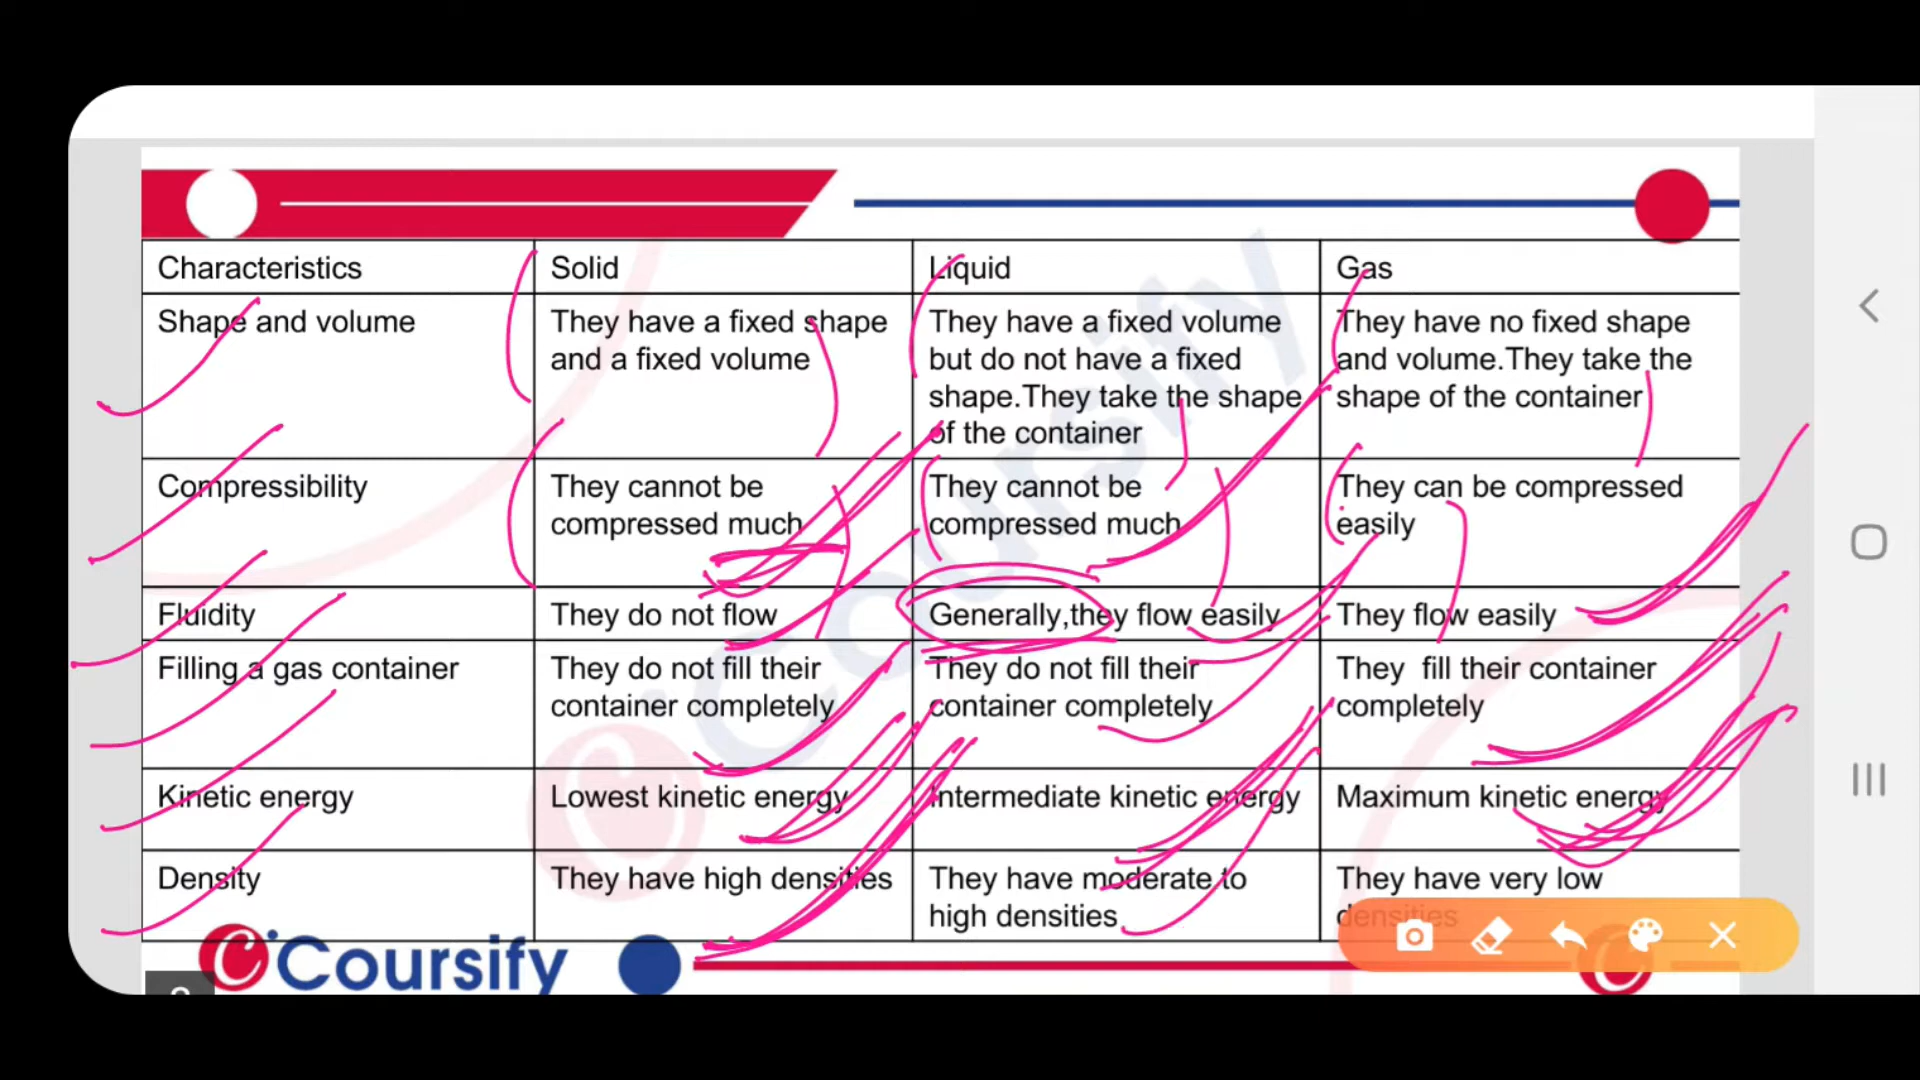 Characteristics
Solid
Liquid
Gas
Shape and volume
They have a fixed shape
and a fixed volume
They have a fixed volume
but do not have a fixed
shape.They take the shape
of the container
They have no fixed shape
and volume.They take the
shape of the container
Compressibility
They cannot be
compressed much
They cannot be
compressed much
They can be compressed
easily
Fluidity
They do not flow
Generally,they flow easily
They flow easily
Filling a gas container
They do not fill their
container completely
They do not fill their
container completely
They fill their container
completely
Kinetic energy
Lowest kinetic energy
Intermediate kinetic energy
Maximum kinetic energy
Density
They have high densities
They have moderate to
high densities
They have very low
densities
Coursify
Coursify